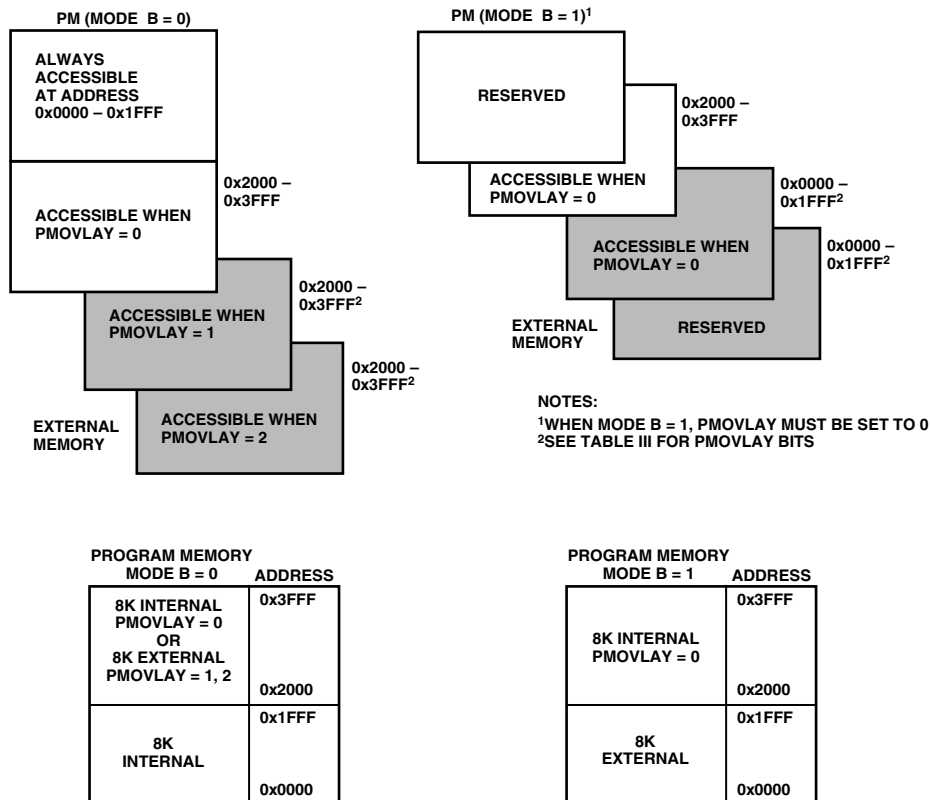 PM (MODE B = 0)
ALWAYS
ACCESSIBLE
AT ADDRESS
0x0000 – 0x1FFF
0x2000 –
0x3FFF
ACCESSIBLE WHEN
PMOVLAY = 0
0x2000 –
0x3FFF²
ACCESSIBLE WHEN
PMOVLAY = 1
0x2000 –
0x3FFF²
EXTERNAL
MEMORY
ACCESSIBLE WHEN
PMOVLAY = 2
PM (MODE B = 1)¹
RESERVED
0x2000 –
0x3FFF
ACCESSIBLE WHEN
PMOVLAY = 0
0x0000 –
0x1FFF²
ACCESSIBLE WHEN
PMOVLAY = 0
0x0000 –
0x1FFF²
EXTERNAL
MEMORY
RESERVED
NOTES:
¹WHEN MODE B = 1, PMOVLAY MUST BE SET TO 0
²SEE TABLE III FOR PMOVLAY BITS
PROGRAM MEMORY
MODE B = 0 ADDRESS
8K INTERNAL
PMOVLAY = 0
OR
8K EXTERNAL
PMOVLAY = 1, 2
0x3FFF
0x2000
8K
INTERNAL
0x1FFF
0x0000
PROGRAM MEMORY
MODE B = 1 ADDRESS
8K INTERNAL
PMOVLAY = 0
0x3FFF
0x2000
8K
EXTERNAL
0x1FFF
0x0000